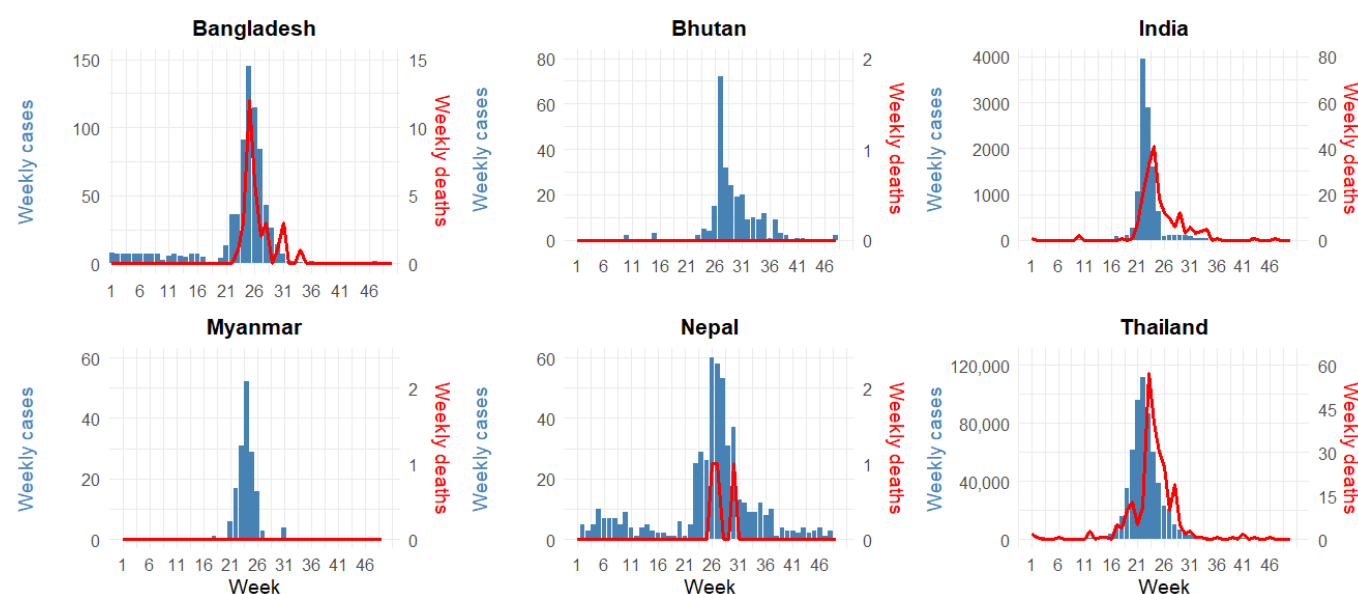 Bangladesh
Weekly cases
150
100
50
0
15
10
5
0
Weekly deaths
1 6 11 16 21 26 31 36 41 46
Bhutan
Weekly cases
80
60
40
20
0
2
1
0
Weekly deaths
1 6 11 16 21 26 31 36 41 46
India
Weekly cases
4000
3000
2000
1000
0
80
60
40
20
0
Weekly deaths
1 6 11 16 21 26 31 36 41 46
Myanmar
Weekly cases
60
40
20
0
2
1
0
Weekly deaths
1 6 11 16 21 26 31 36 41 46
Week
Nepal
Weekly cases
60
40
20
0
2
1
0
Weekly deaths
1 6 11 16 21 26 31 36 41 46
Week
Thailand
Weekly cases
120,000
80,000
40,000
0
60
45
30
15
0
Weekly deaths
1 6 11 16 21 26 31 36 41 46
Week